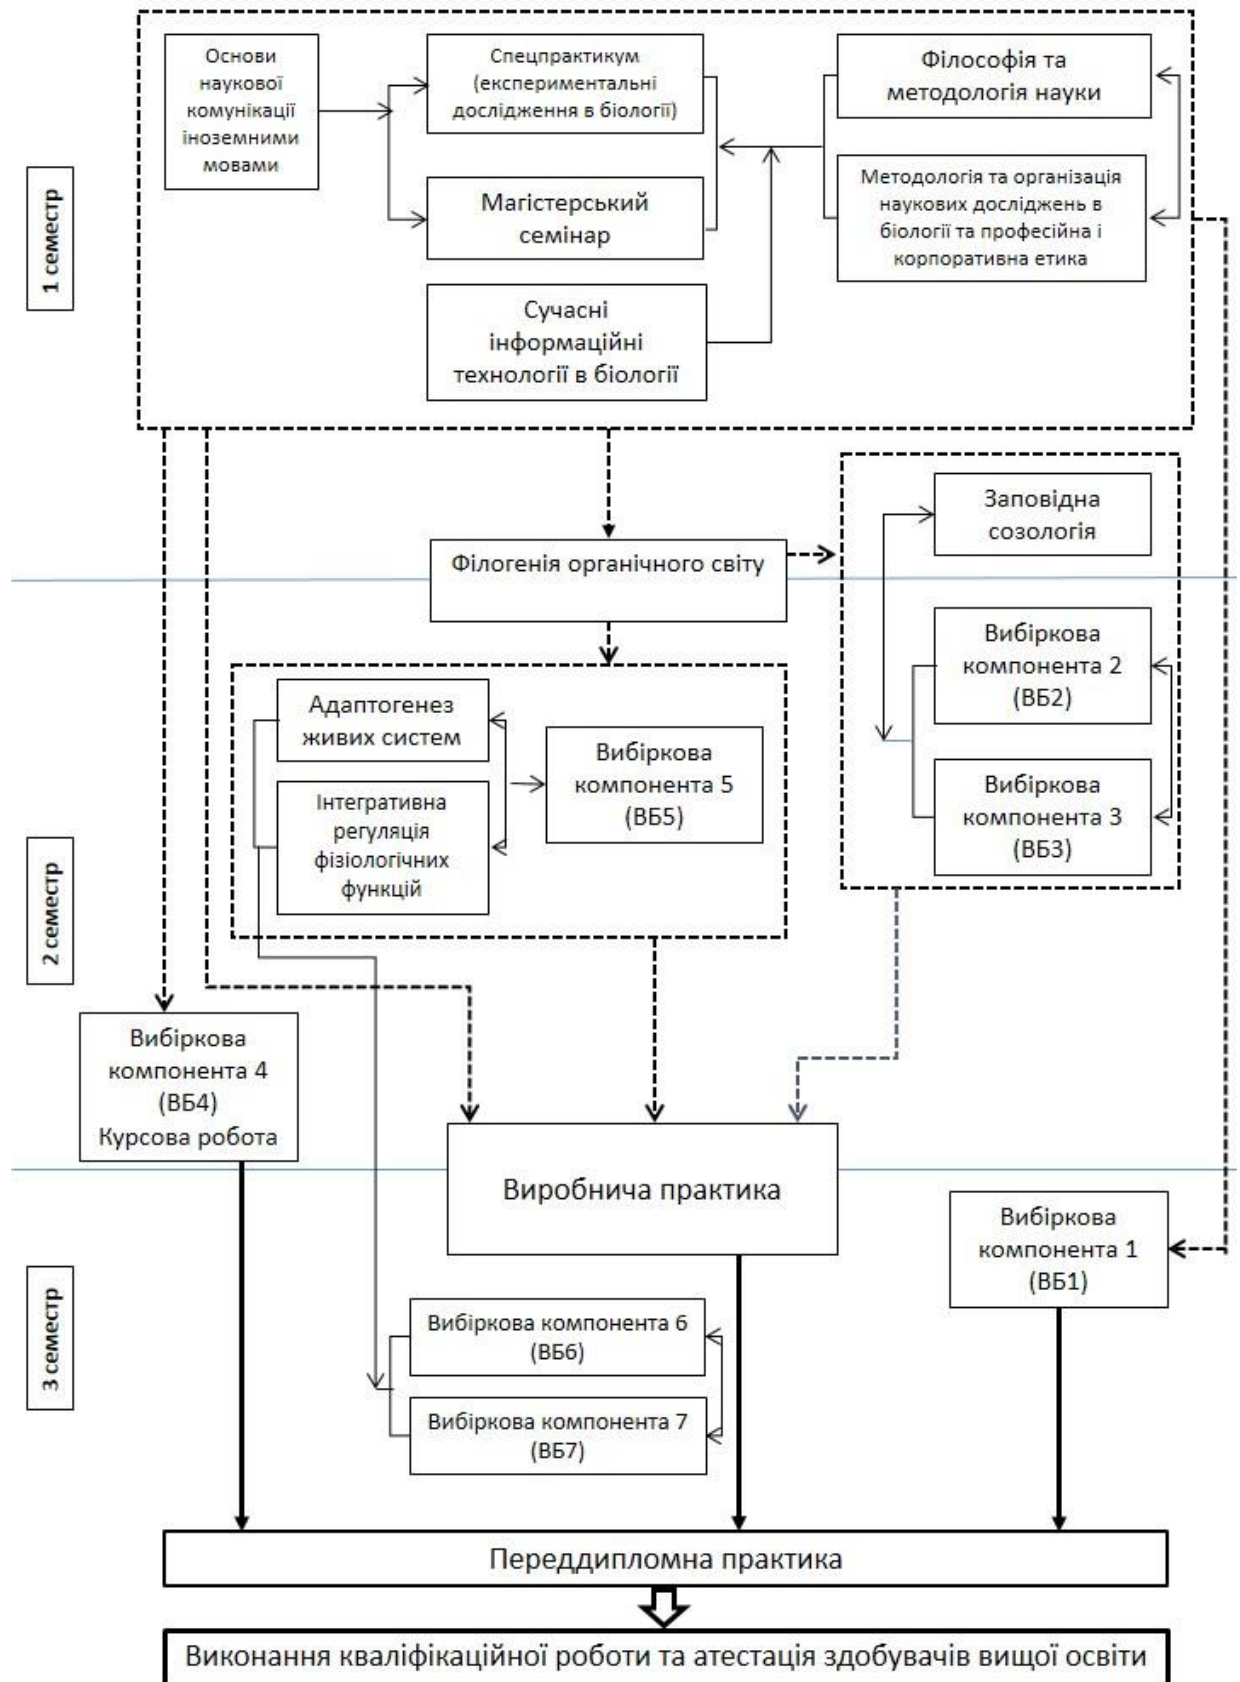 1 семестр
Основи
наукової
комунікації
іноземними
мовами
Спецпрактикум
(експериментальні
дослідження в біології)
Магістерський
семінар
Сучасні
інформаційні
технології в біології
Філософія та
методологія науки
Методологія та організація
наукових досліджень в
біології та професійна і
корпоративна етика
Заповідна
созологія
Філогенія органічного світу
2 семестр
Вибіркова
компонента 2
(ВБ2)
Вибіркова
компонента 3
(ВБ3)
Адаптогенез
живих систем
Інтегративна
регуляція
фізіологічних
функцій
Вибіркова
компонента 5
(ВБ5)
Вибіркова
компонента 4
(ВБ4)
Курсова робота
Виробнича практика
3 семестр
Вибіркова
компонента 1
(ВБ1)
Вибіркова компонента 6
(ВБ6)
Вибіркова компонента 7
(ВБ7)
Переддипломна практика
Виконання кваліфікаційної роботи та атестація здобувачів вищої освіти